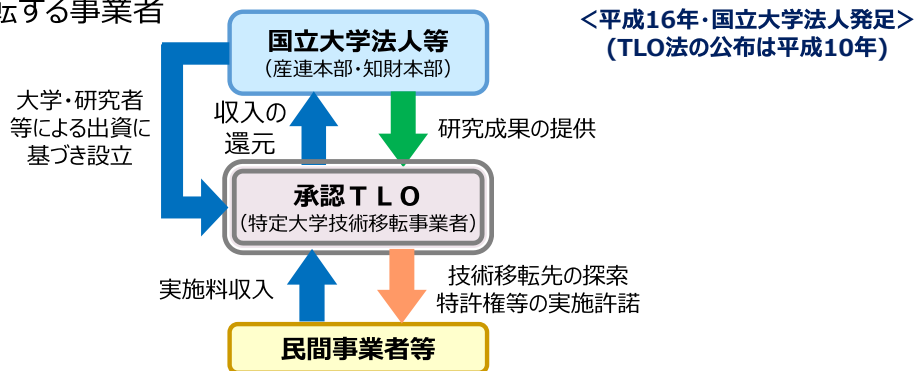 転する事業者
＜平成16年・国立大学法人発足＞
(TLO法の公布は平成10年)
国立大学法人等
（産連本部・知財本部）
大学・研究者
等による出資に
基づき設立
収入の
還元
研究成果の提供
承認ＴＬＯ
（特定大学技術移転事業者）
実施料収入
技術移転先の探索
特許権等の実施許諾
民間事業者等